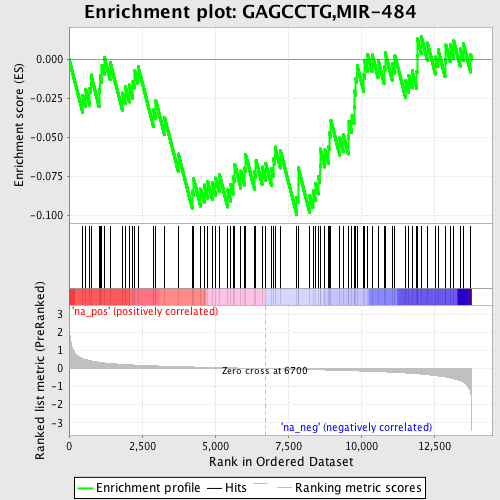 Enrichment plot: GAGCCTG,MIR-484
Enrichment score (ES)
0.000
-0.025
-0.050
-0.075
-0.100
'na_pos' (positively correlated)
Ranked list metric (PreRanked)
3
2
1
0
-1
-2
-3
Zero cross at 6700
'na_neg' (negatively correlated)
0
2,500
5,000
7,500
10,000
12,500
Rank in Ordered Dataset
Enrichment profile
Hits
Ranking metric scores